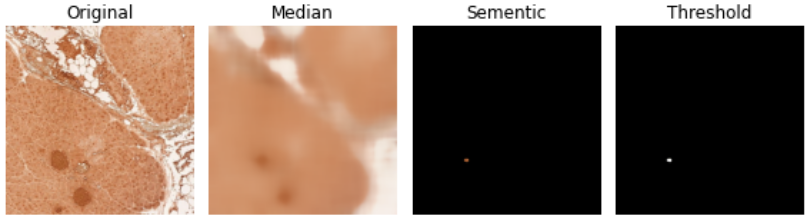 Original
Median
Sementic
Threshold